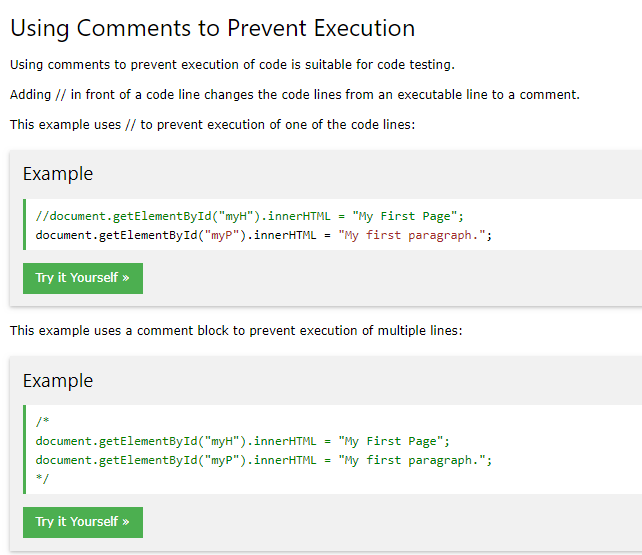 Using Comments to Prevent Execution
Using comments to prevent execution of code is suitable for code testing.
Adding // in front of a code line changes the code lines from an executable line to a comment.
This example uses // to prevent execution of one of the code lines:
Example
//document.getElementById("myH").innerHTML = "My First Page";
document.getElementById("myP").innerHTML = "My first paragraph.";
Try it Yourself »
This example uses a comment block to prevent execution of multiple lines:
Example
/*
document.getElementById("myH").innerHTML = "My First Page";
document.getElementById("myP").innerHTML = "My first paragraph.";
*/
Try it Yourself »